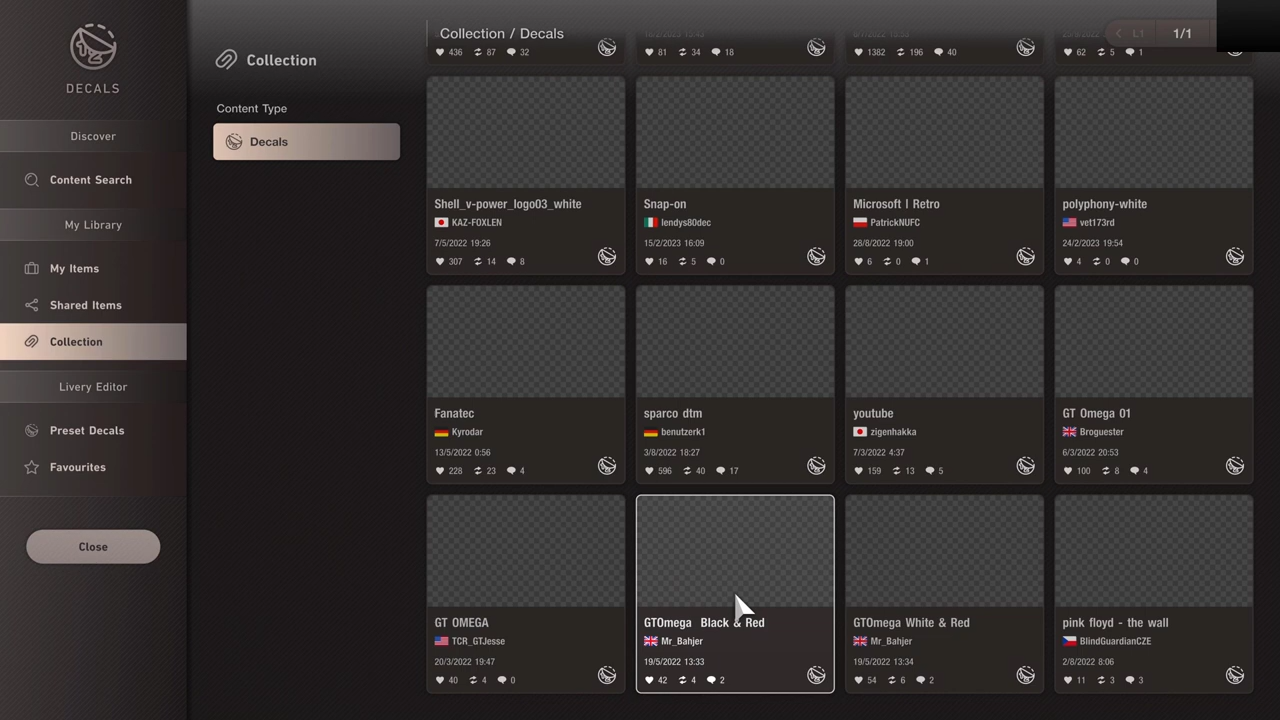 DECALS
Discover
Content Search
My Library
My Items
Shared Items
Collection
Livery Editor
Preset Decals
Favourites
Close
Collection
Content Type
Decals
Collection / Decals
L1
1/1
436 87 32
81 34 18
1382 196 40
62 5 1
Shell_v-power_logo03_white
KAZ-FOXLEN
7/5/2022 19:26
307 14 8
Snap-on
lendys80dec
15/2/2023 16:09
16 5 0
Microsoft | Retro
PatrickNUFC
28/8/2022 19:00
6 0 1
polyphony-white
vet173rd
24/2/2023 19:54
4 0 0
Fanatec
Kyrodar
13/5/2022 0:56
228 23 4
sparco dtm
benutzerk1
3/8/2022 18:27
596 40 17
youtube
zigenhakka
7/3/2022 4:37
159 13 5
GT Omega 01
Broguester
6/3/2022 20:53
100 8 4
GT OMEGA
TCR_GTJesse
20/3/2022 19:47
40 4 0
GTOmega Black & Red
Mr_Bahjer
19/5/2022 13:33
42 4 2
GTOmega White & Red
Mr_Bahjer
19/5/2022 13:34
54 6 2
pink floyd - the wall
BlindGuardianCZE
2/8/2022 8:06
11 3 3